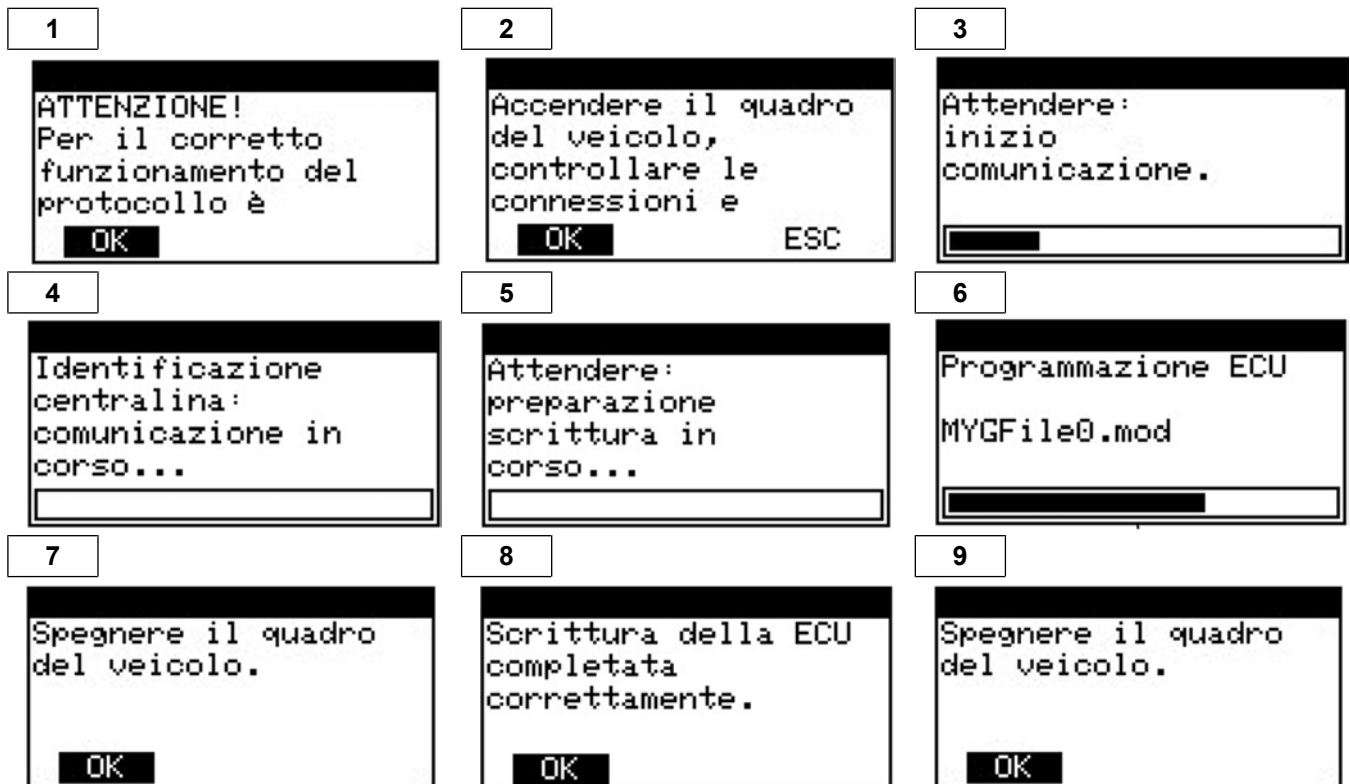 1
ATTENZIONE!
Per il corretto
funzionamento del
protocollo è
OK
2
Accendere il quadro
del veicolo,
controllare le
connessioni e
OK ESC
3
Attendere:
inizio
comunicazione.
4
Identificazione
centralina:
comunicazione in
corso...
5
Attendere:
preparazione
scrittura in
corso...
6
Programmazione ECU
MYGFile0.mod
7
Spegnere il quadro
del veicolo.
OK
8
Scrittura della ECU
completata
correttamente.
OK
9
Spegnere il quadro
del veicolo.
OK